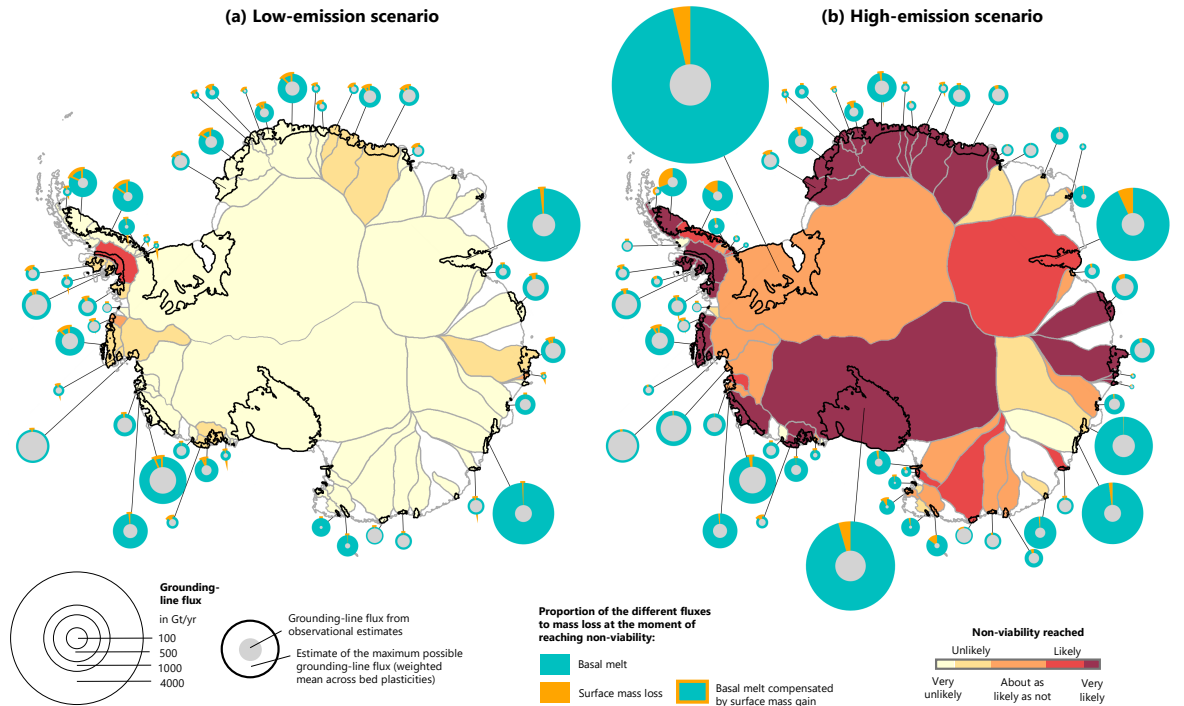 (a) Low-emission scenario
(b) High-emission scenario
Grounding-
line flux
in Gt/yr
100
500
1000
4000
Grounding-line flux from
observational estimates
Estimate of the maximum possible
grounding-line flux (weighted
mean across bed plasticities)
Proportion of the different fluxes
to mass loss at the moment of
reaching non-viability:
Basal melt
Surface mass loss
Basal melt compensated
by surface mass gain
Non-viability reached
Unlikely
Likely
Very
unlikely
About as
likely as not
Very
likely